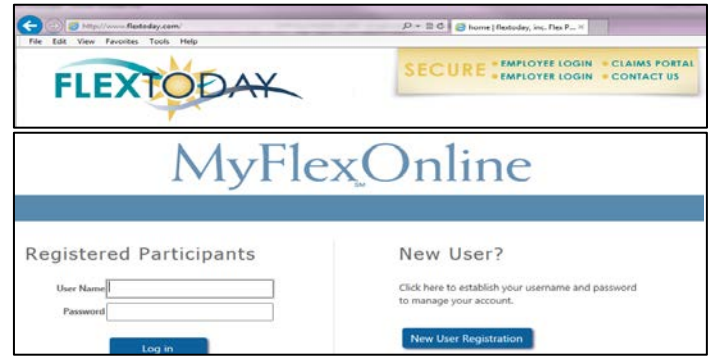 http://www.flextoday.com/
home | flextoday, inc. Flex P...
File Edit View Favorites Tools Help
FLEXTODAY
SECURE
EMPLOYEE LOGIN
CLAIMS PORTAL
EMPLOYER LOGIN
CONTACT US
MyFlexOnline
SM
Registered Participants
New User?
User Name
Password
Log in
Click here to establish your username and password
to manage your account.
New User Registration